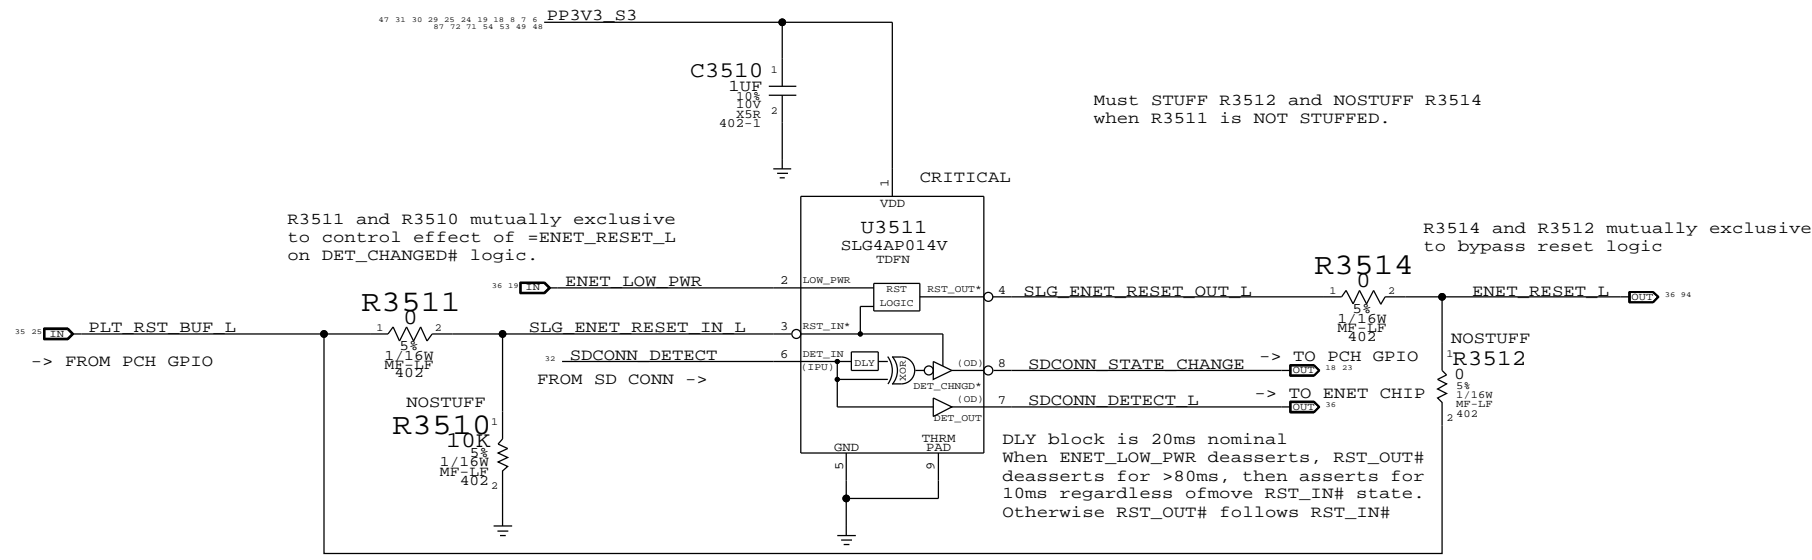 47 31 30 29 25 24 19 18 8 7 6
87 72 71 54 53 49 48
PP3V3_S3
C3510
1
1UF
10%
10V
X5R
402-1
2
Must STUFF R3512 and NOSTUFF R3514
when R3511 is NOT STUFFED.
CRITICAL
1
VDD
U3511
SLG4AP014V
TDFN
R3511 and R3510 mutually exclusive
to control effect of =ENET_RESET_L
on DET_CHANGED# logic.
R3514 and R3512 mutually exclusive
to bypass reset logic
36 19
IN
ENET_LOW_PWR
2
LOW_PWR
RST
LOGIC
RST_OUT*
4
SLG_ENET_RESET_OUT_L
R3514
0
1
2
5%
1/16W
MF-LF
402
ENET_RESET_L
OUT
36 94
35 25
IN
PLT_RST_BUF_L
-> FROM PCH GPIO
R3511
0
1
2
5%
1/16W
MF-LF
402
SLG_ENET_RESET_IN_L
3
RST_IN*
32
SDCONN_DETECT
FROM SD CONN ->
6
DET_IN
(IPU)
DLY
XOR
(OD)
DET_CHNGD*
8
SDCONN_STATE_CHANGE
-> TO PCH GPIO
OUT
18 23
(OD)
DET_OUT
7
SDCONN_DETECT_L
-> TO ENET CHIP
OUT
36
NOSTUFF
R3512
1
0
5%
1/16W
MF-LF
402
2
NOSTUFF
R3510
1
10K
5%
1/16W
MF-LF
402
2
GND
THRM
PAD
5
9
DLY block is 20ms nominal
When ENET_LOW_PWR deasserts, RST_OUT#
deasserts for >80ms, then asserts for
10ms regardless ofmove RST_IN# state.
Otherwise RST_OUT# follows RST_IN#